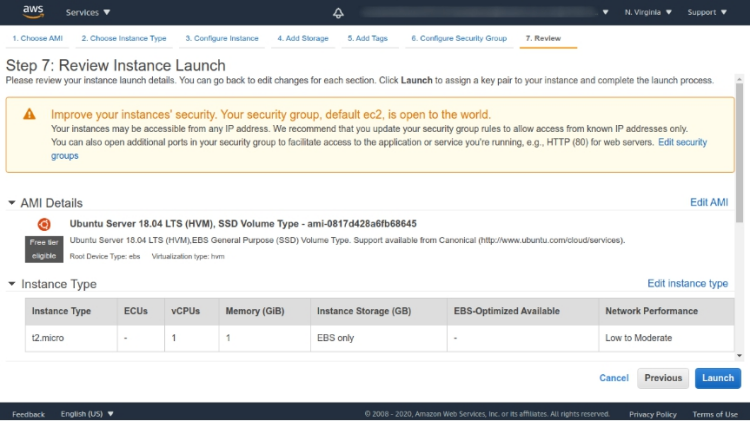 aws Services N. Virginia Support
1. Choose AMI 2. Choose Instance Type 3. Configure Instance 4. Add Storage 5. Add Tags 6. Configure Security Group 7. Review
Step 7: Review Instance Launch
Please review your instance launch details. You can go back to edit changes for each section. Click Launch to assign a key pair to your instance and complete the launch process.
Improve your instances' security. Your security group, default ec2, is open to the world.
Your instances may be accessible from any IP address. We recommend that you update your security group rules to allow access from known IP addresses only.
You can also open additional ports in your security group to facilitate access to the application or service you're running, e.g., HTTP (80) for web servers. Edit security
groups
AMI Details Edit AMI
Ubuntu Server 18.04 LTS (HVM), SSD Volume Type - ami-0817d428a6fb68645
Free tier
eligible
Ubuntu Server 18.04 LTS (HVM),EBS General Purpose (SSD) Volume Type. Support available from Canonical (http://www.ubuntu.com/cloud/services).
Root Device Type: ebs Virtualization type: hvm
Instance Type Edit instance type
Instance Type ECUs vCPUs Memory (GiB) Instance Storage (GB) EBS-Optimized Available Network Performance
t2.micro - 1 1 EBS only - Low to Moderate
Cancel Previous Launch
Feedback English (US) © 2008 - 2020, Amazon Web Services, Inc. or its affiliates. All rights reserved. Privacy Policy Terms of Use